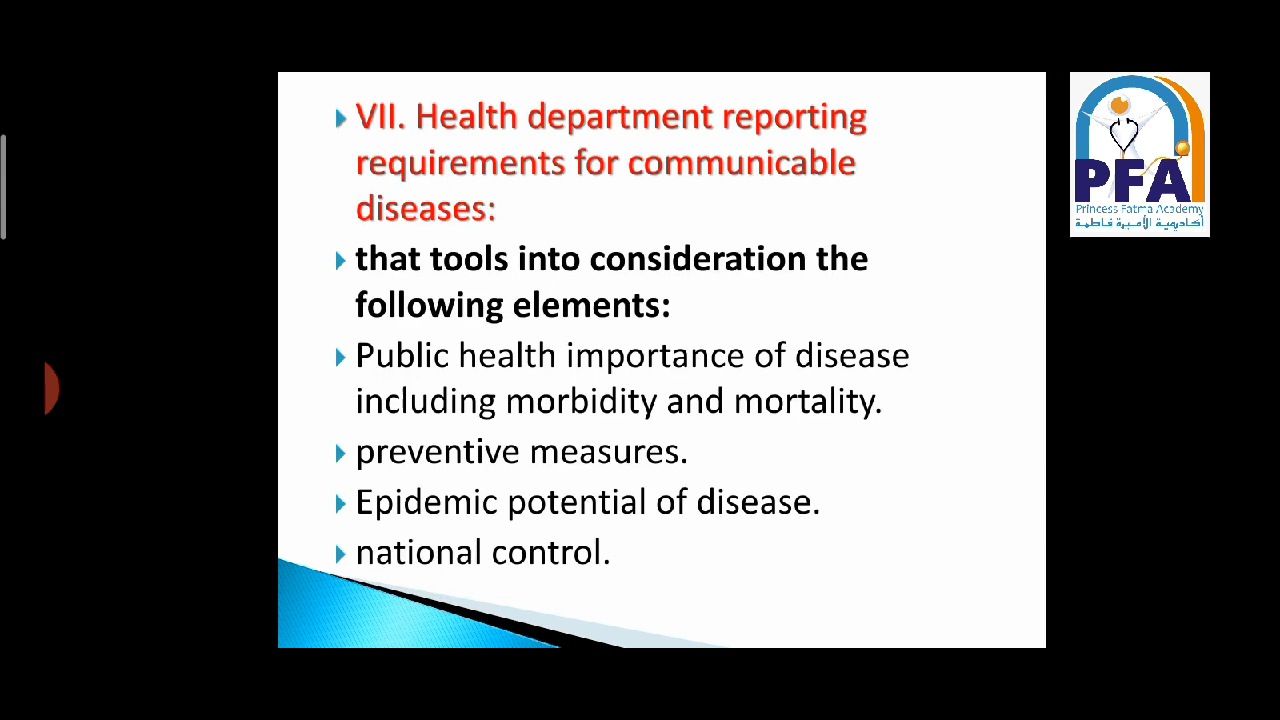 VII. Health department reporting
requirements for communicable
diseases:
that tools into consideration the
following elements:
Public health importance of disease
including morbidity and mortality.
preventive measures.
Epidemic potential of disease.
national control.
PFA
Princess Fatma Academy
أكاديمية الأميرة فاطمة